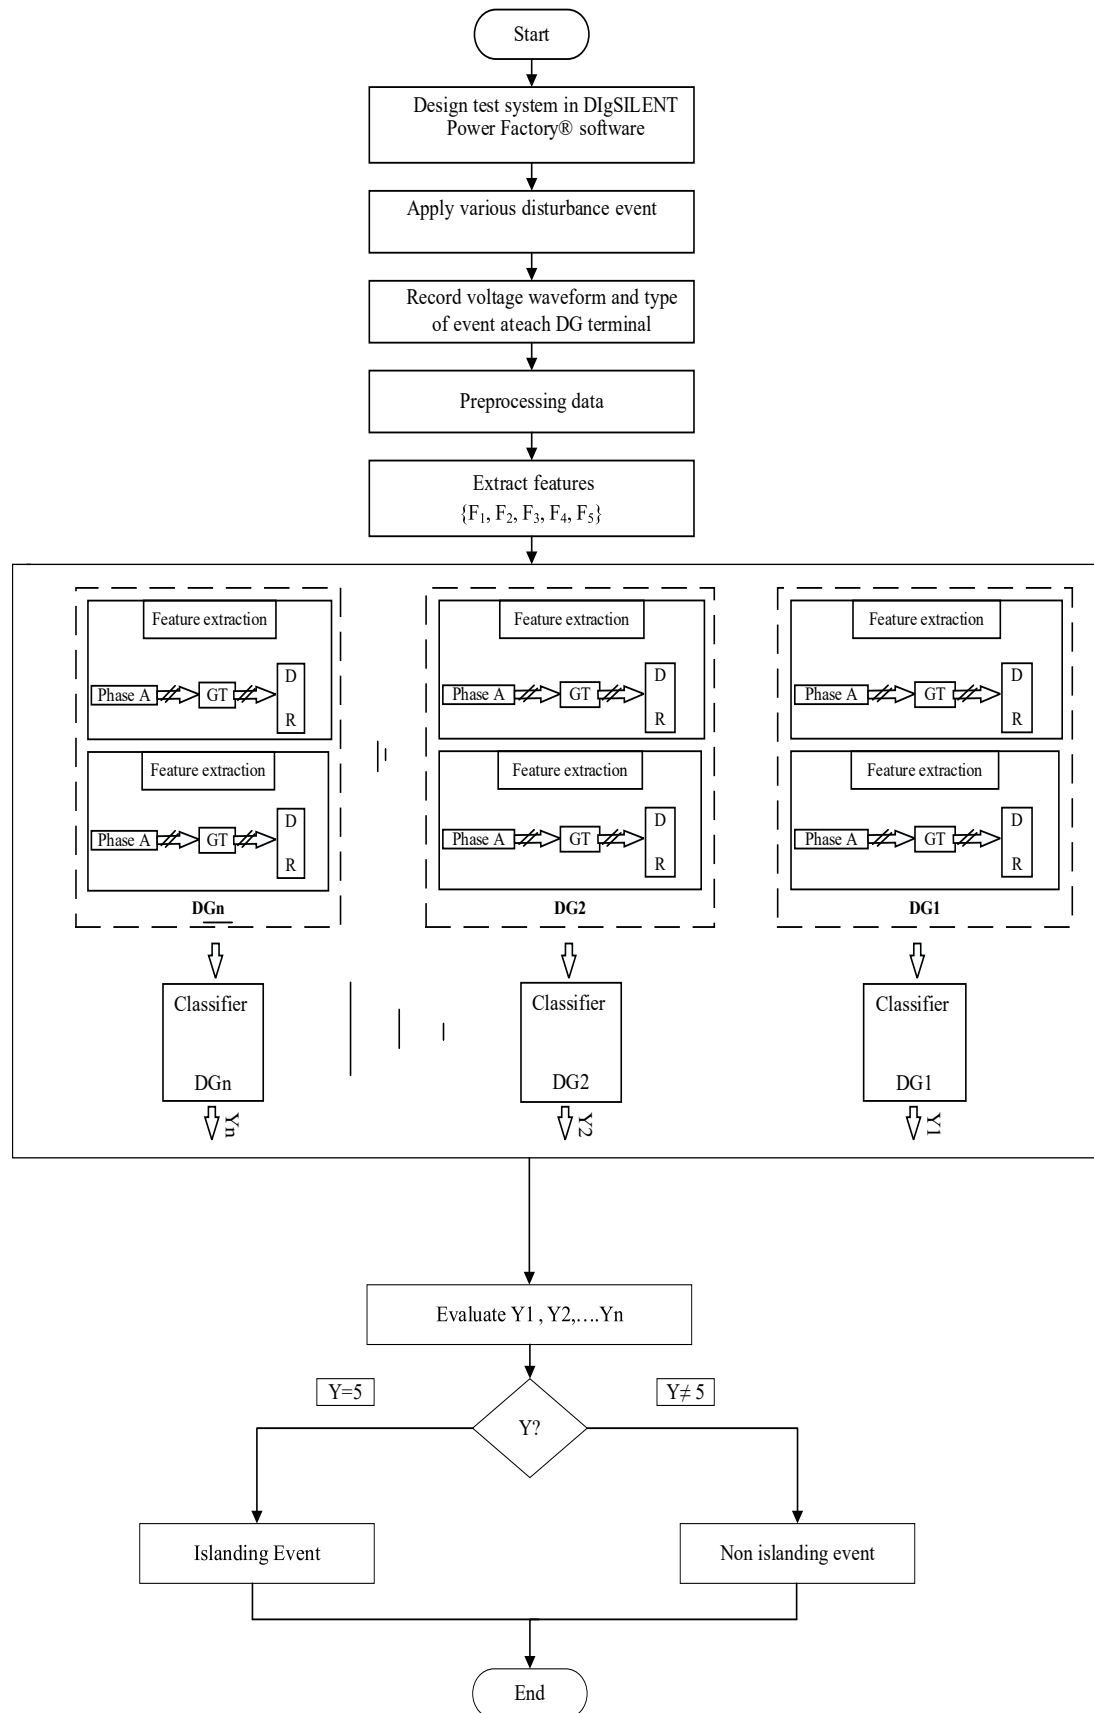 Start
Design test system in DIgSILENT
Power Factory® software
Apply various disturbance event
Record voltage waveform and type
of event ateach DG terminal
Preprocessing data
Extract features
{F₁, F₂, F₃, F₄, F₅}
Feature extraction
Phase A
GT
D
R
Feature extraction
Phase A
GT
D
R
DGn
Feature extraction
Phase A
GT
D
R
Feature extraction
Phase A
GT
D
R
DG2
Feature extraction
Phase A
GT
D
R
Feature extraction
Phase A
GT
D
R
DG1
Classifier
DGn
Yn
Classifier
DG2
Y2
Classifier
DG1
Y1
Evaluate Y1 , Y2,....Yn
Y=5
Y?
Y≠ 5
Islanding Event
Non islanding event
End